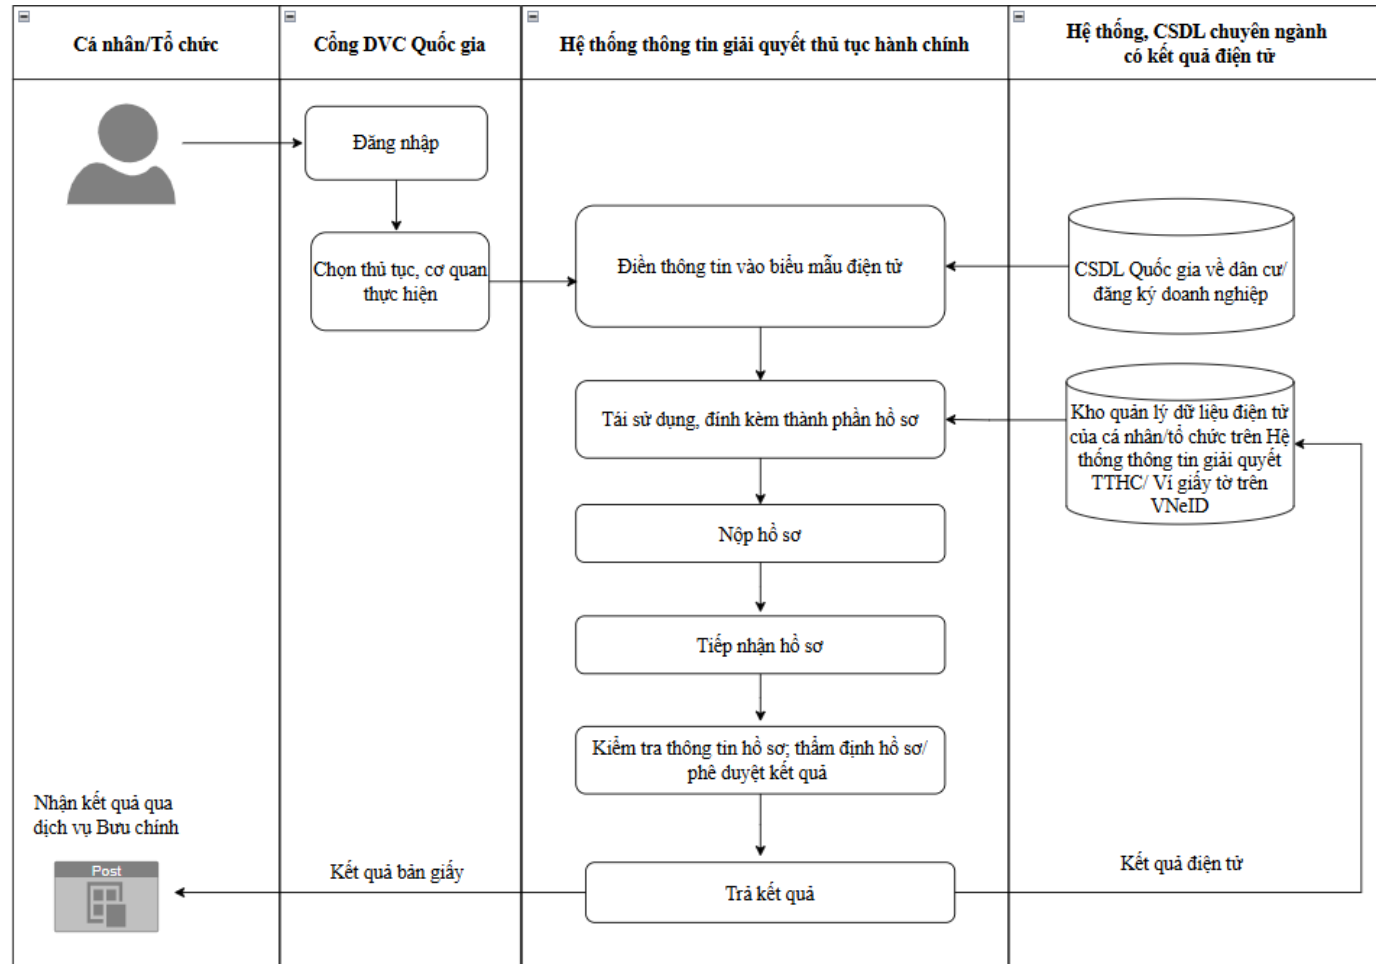 Cá nhân/Tổ chức
Cổng DVC Quốc gia
Hệ thống thông tin giải quyết thủ tục hành chính
Hệ thống, CSDL chuyên ngành
có kết quả điện tử
Đăng nhập
Chọn thủ tục, cơ quan
thực hiện
Điền thông tin vào biểu mẫu điện tử
CSDL Quốc gia về dân cư/
đăng ký doanh nghiệp
Tái sử dụng, đính kèm thành phần hồ sơ
Kho quản lý dữ liệu điện tử
của cá nhân/tổ chức trên Hệ
thống thông tin giải quyết
TTHC/ Ví giấy tờ trên
VNeID
Nộp hồ sơ
Tiếp nhận hồ sơ
Kiểm tra thông tin hồ sơ; thẩm định hồ sơ/
phê duyệt kết quả
Nhận kết quả qua
dịch vụ Bưu chính
Post
Kết quả bản giấy
Trả kết quả
Kết quả điện tử